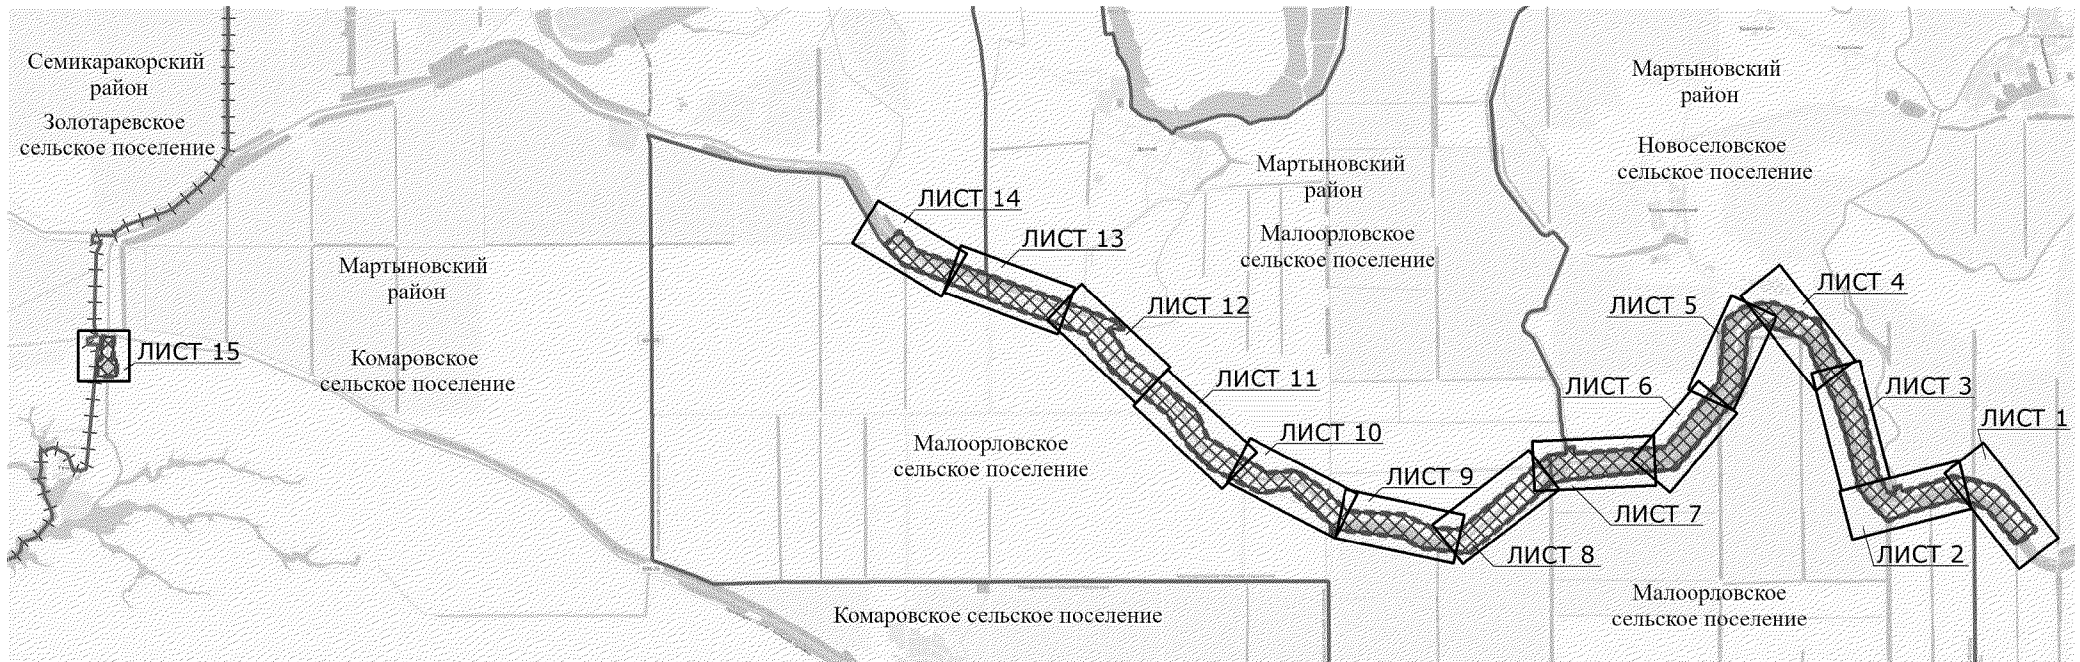 Семикаракорский
район
Золотаревское
сельское поселение
Мартыновский
район
Новоселовское
сельское поселение
Мартыновский
район
Малоорловское
сельское поселение
ЛИСТ 14
ЛИСТ 13
ЛИСТ 12
ЛИСТ 11
ЛИСТ 10
ЛИСТ 9
ЛИСТ 8
ЛИСТ 7
ЛИСТ 6
ЛИСТ 5
ЛИСТ 4
ЛИСТ 3
ЛИСТ 2
ЛИСТ 1
ЛИСТ 15
Мартыновский
район
Комаровское
сельское поселение
Малоорловское
сельское поселение
Комаровское сельское поселение
Малоорловское
сельское поселение